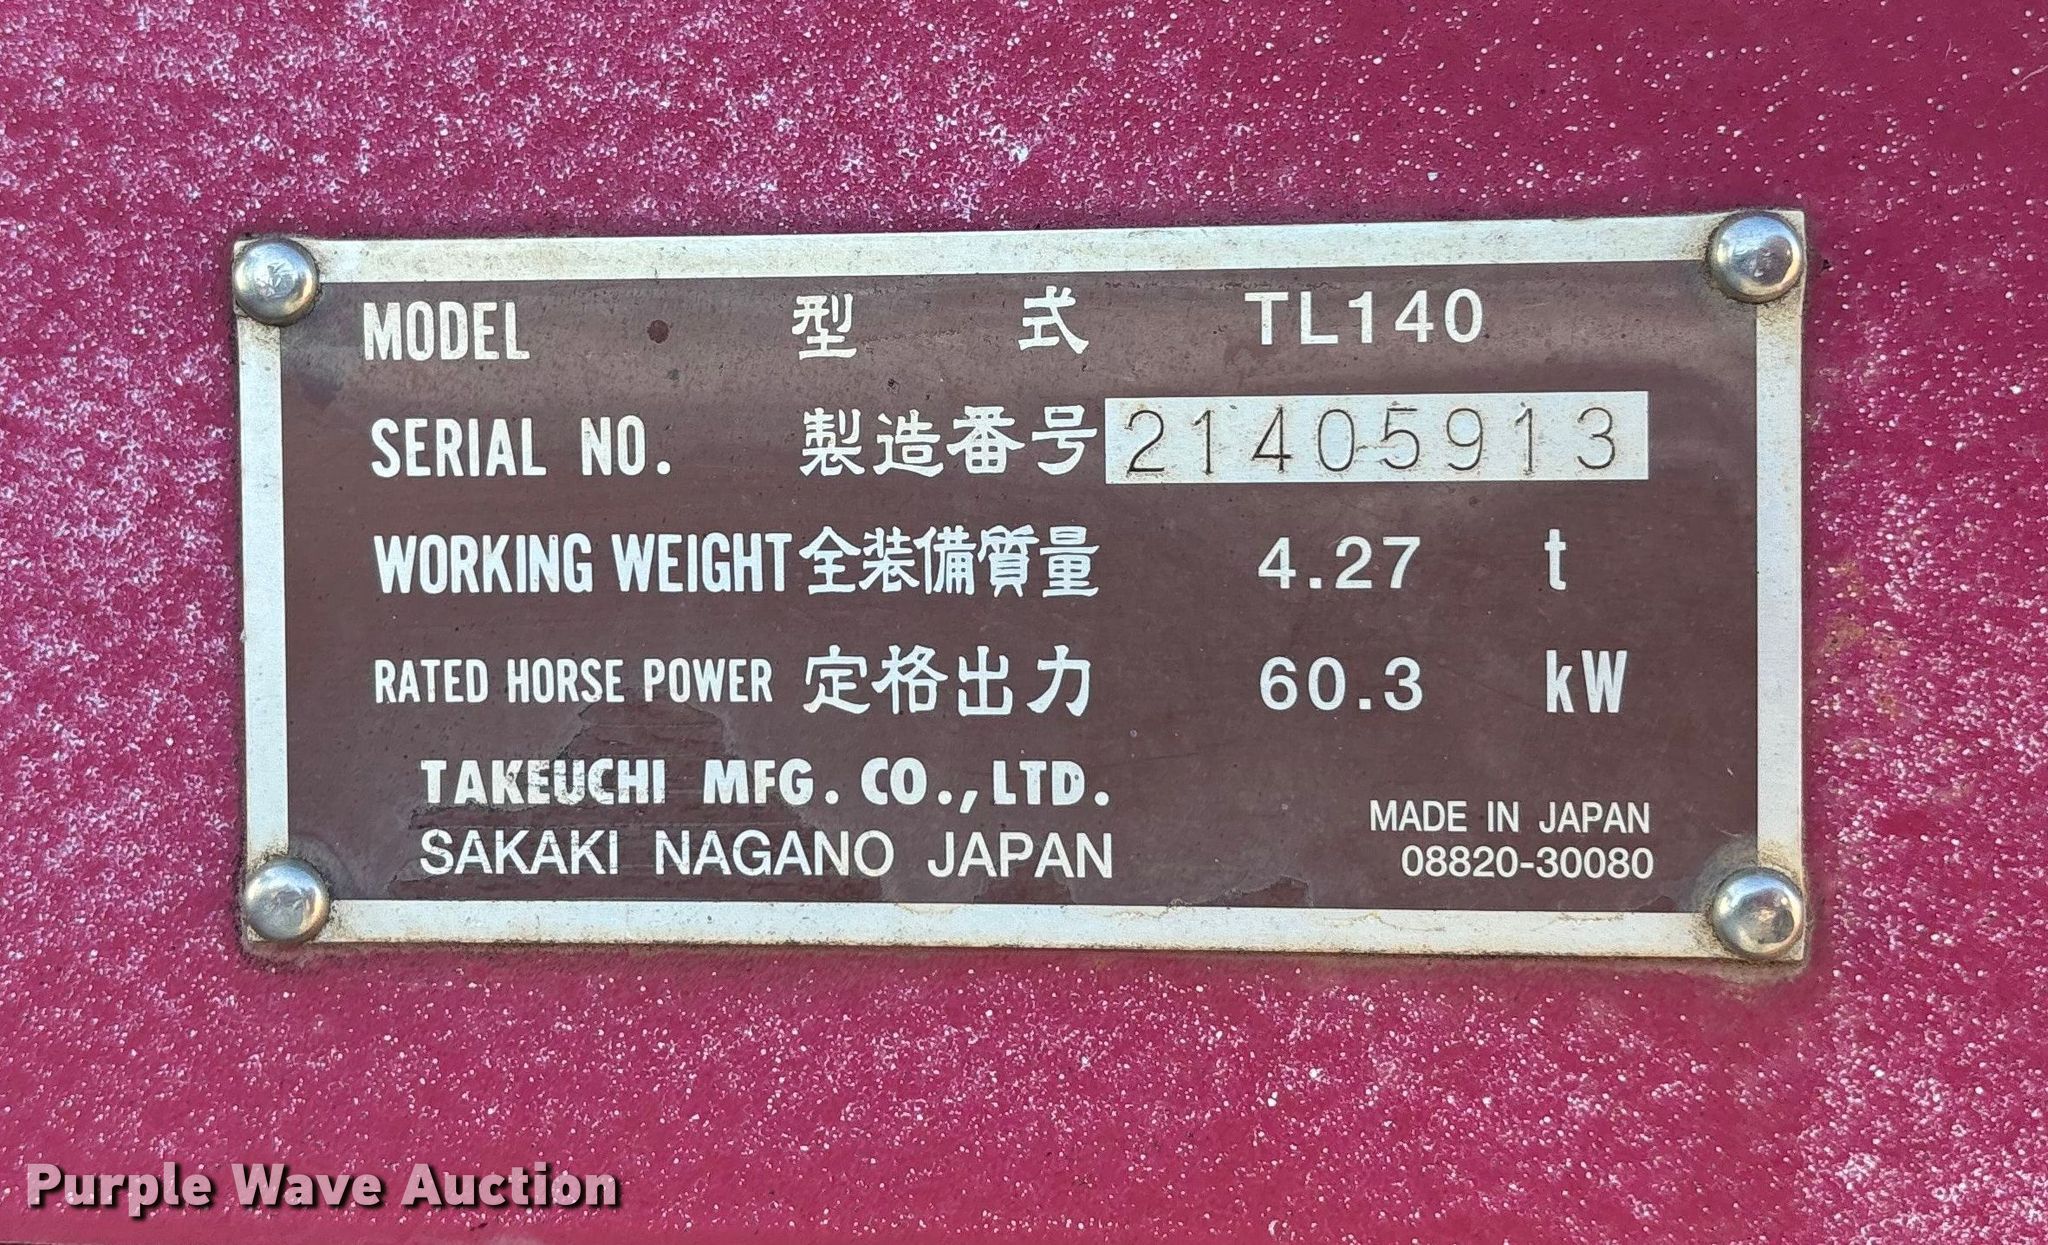 MODEL 型式 TL140
SERIAL NO. 製造番号 21405913
WORKING WEIGHT 全装備質量 4.27 t
RATED HORSE POWER 定格出力 60.3 kW
TAKEUCHI MFG. CO., LTD.
SAKAKI NAGANO JAPAN
MADE IN JAPAN
08820-30080
Purple Wave Auction